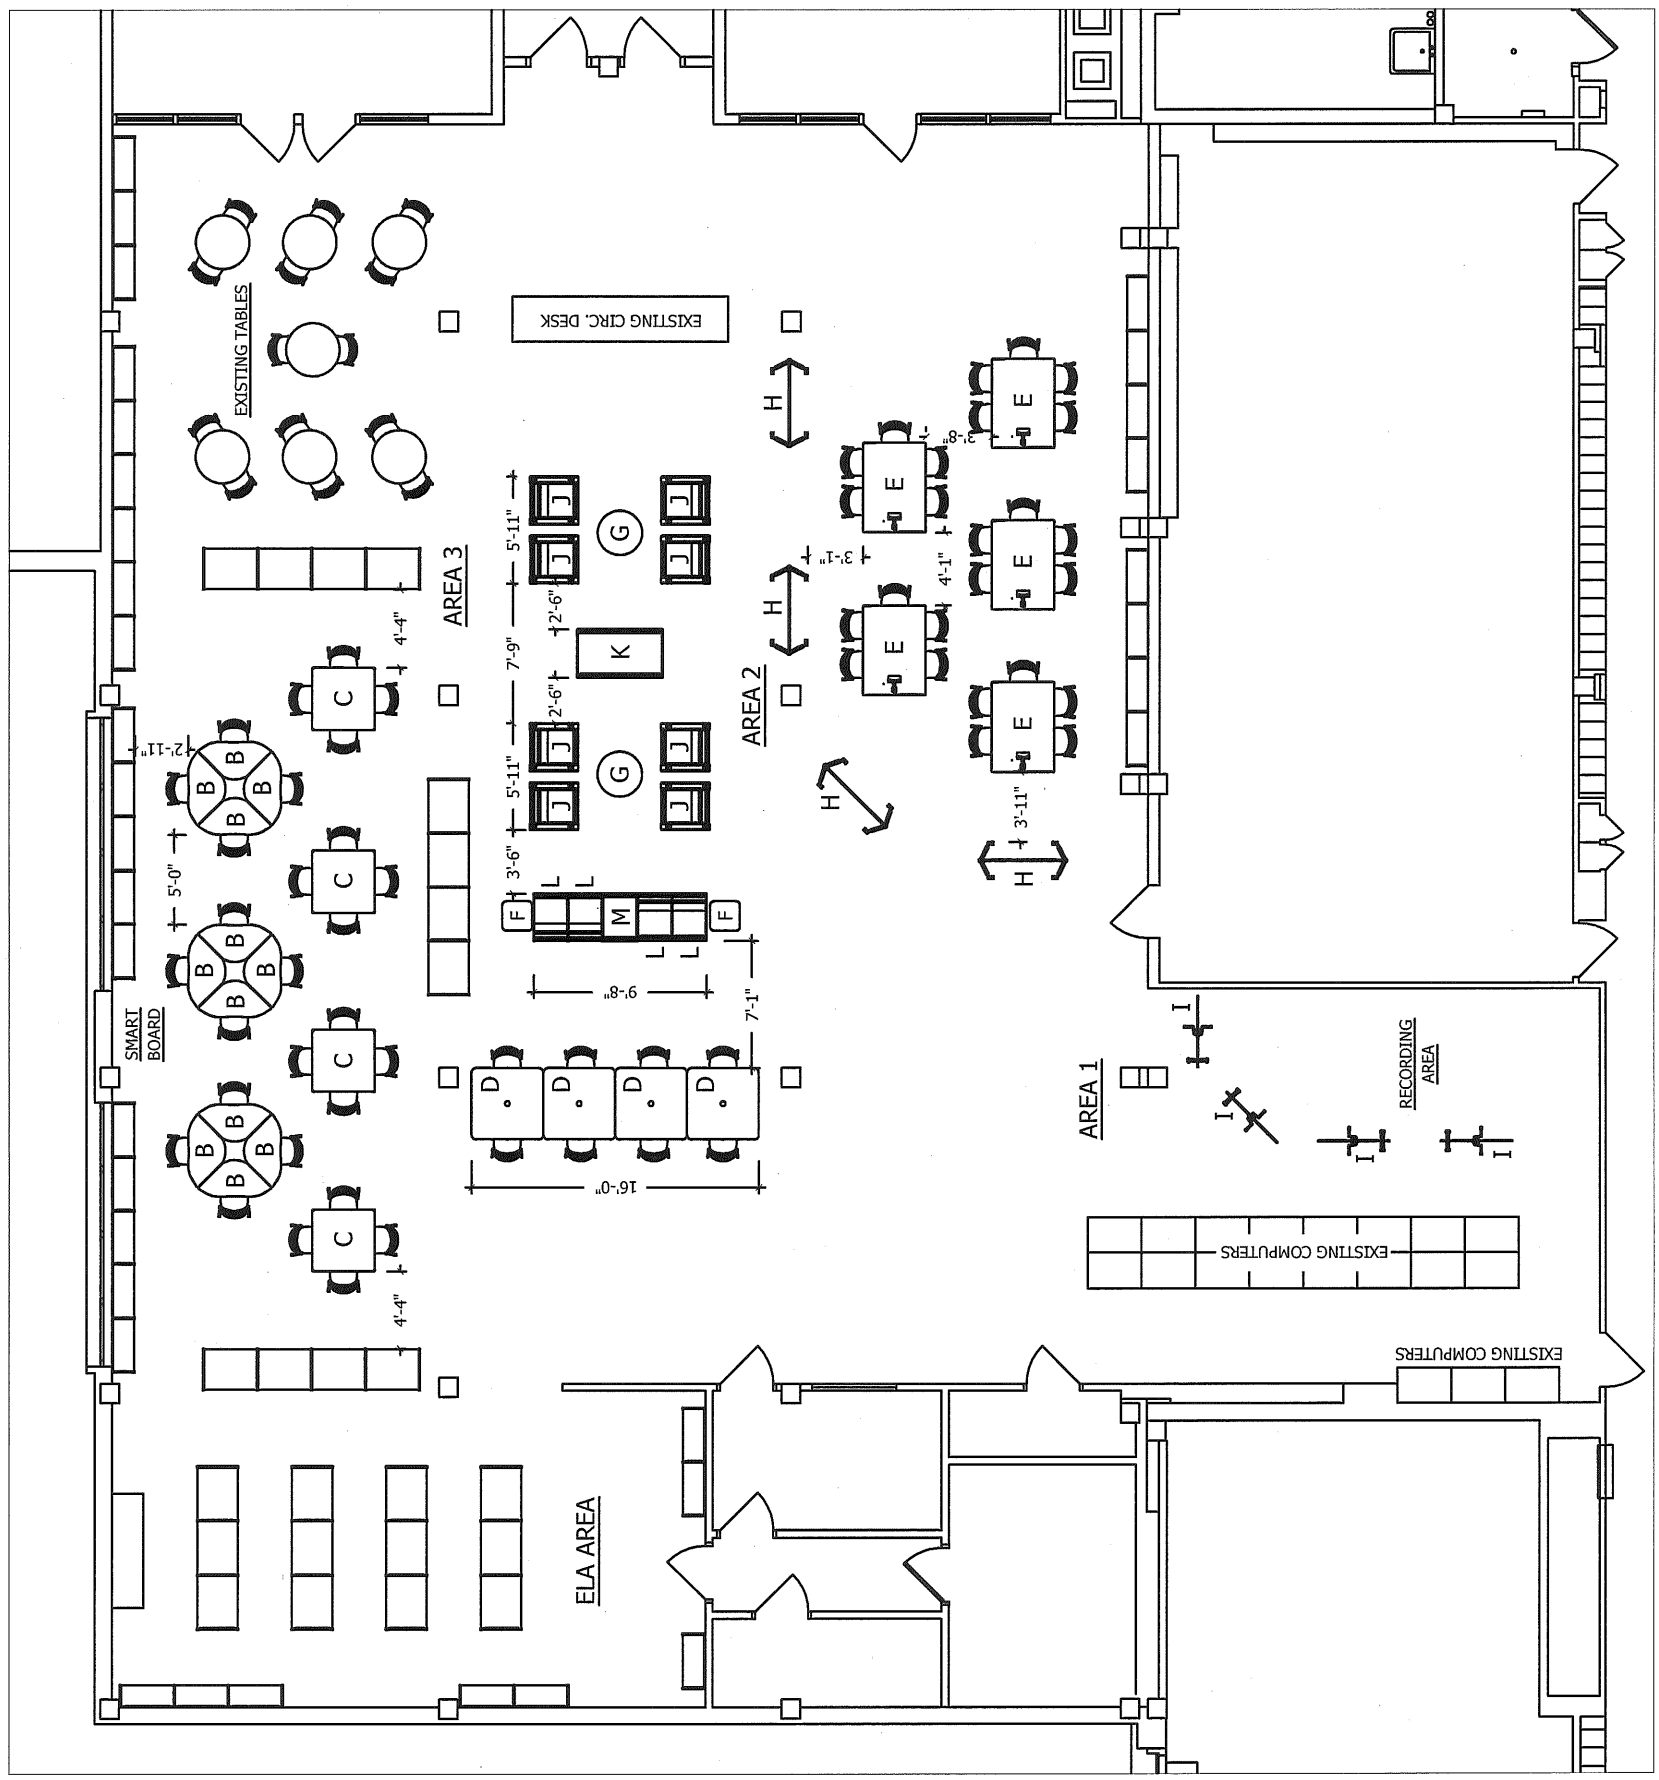 EXISTING TABLES
EXISTING CIRC. DESK
H
E
3'-8"
E
J
J
5'-11"
G
J
J
AREA 3
2'-6"
H
3'-1"
4'-1"
E
4'-4"
7'-9"
K
E
C
2'-6"
AREA 2
E
2'-11"
B
B
B
B
J
J
5'-11"
G
J
J
H
3'-11"
5'-0"
C
3'-6"
L
L
H
F
M
F
B
B
B
B
L
L
9'-8"
7'-1"
SMART
BOARD
C
I
RECORDING
AREA
AREA 1
D
D
D
D
I
B
B
B
B
I
I
16'-0"
C
EXISTING COMPUTERS
4'-4"
EXISTING COMPUTERS
ELA AREA